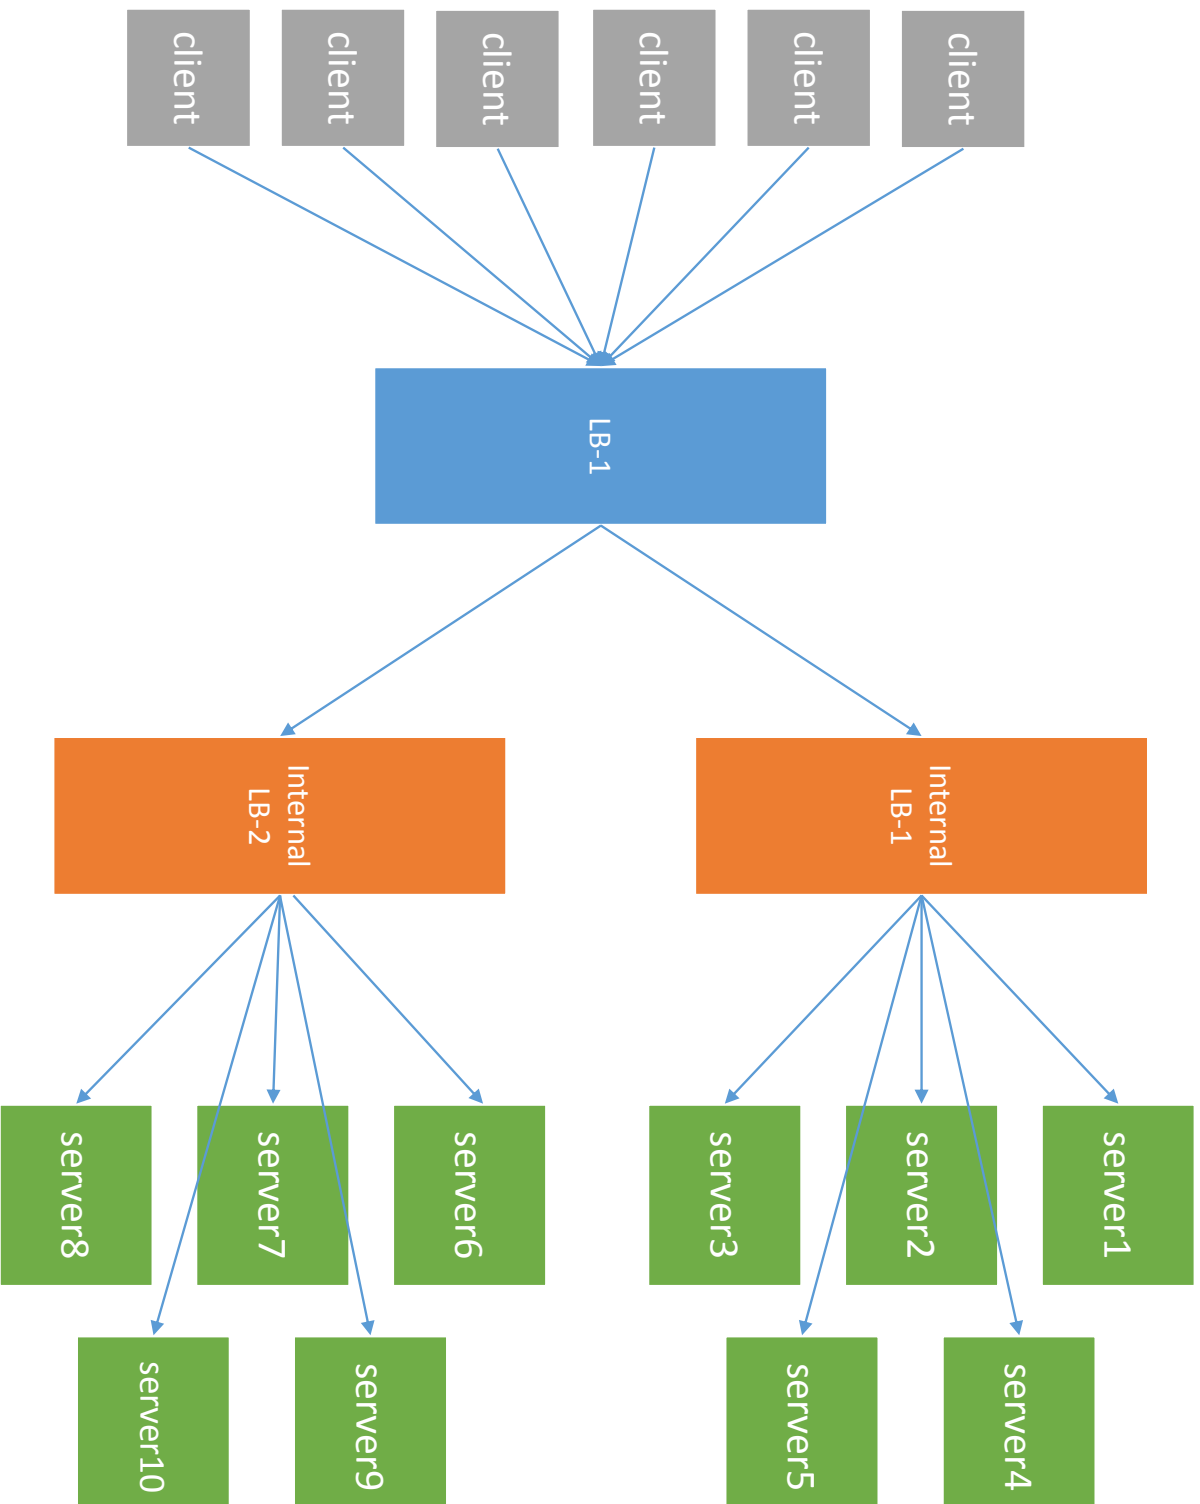 client
client
client
client
client
client
LB-1
Internal
LB-1
Internal
LB-2
server1
server2
server3
server4
server5
server6
server7
server8
server9
server10